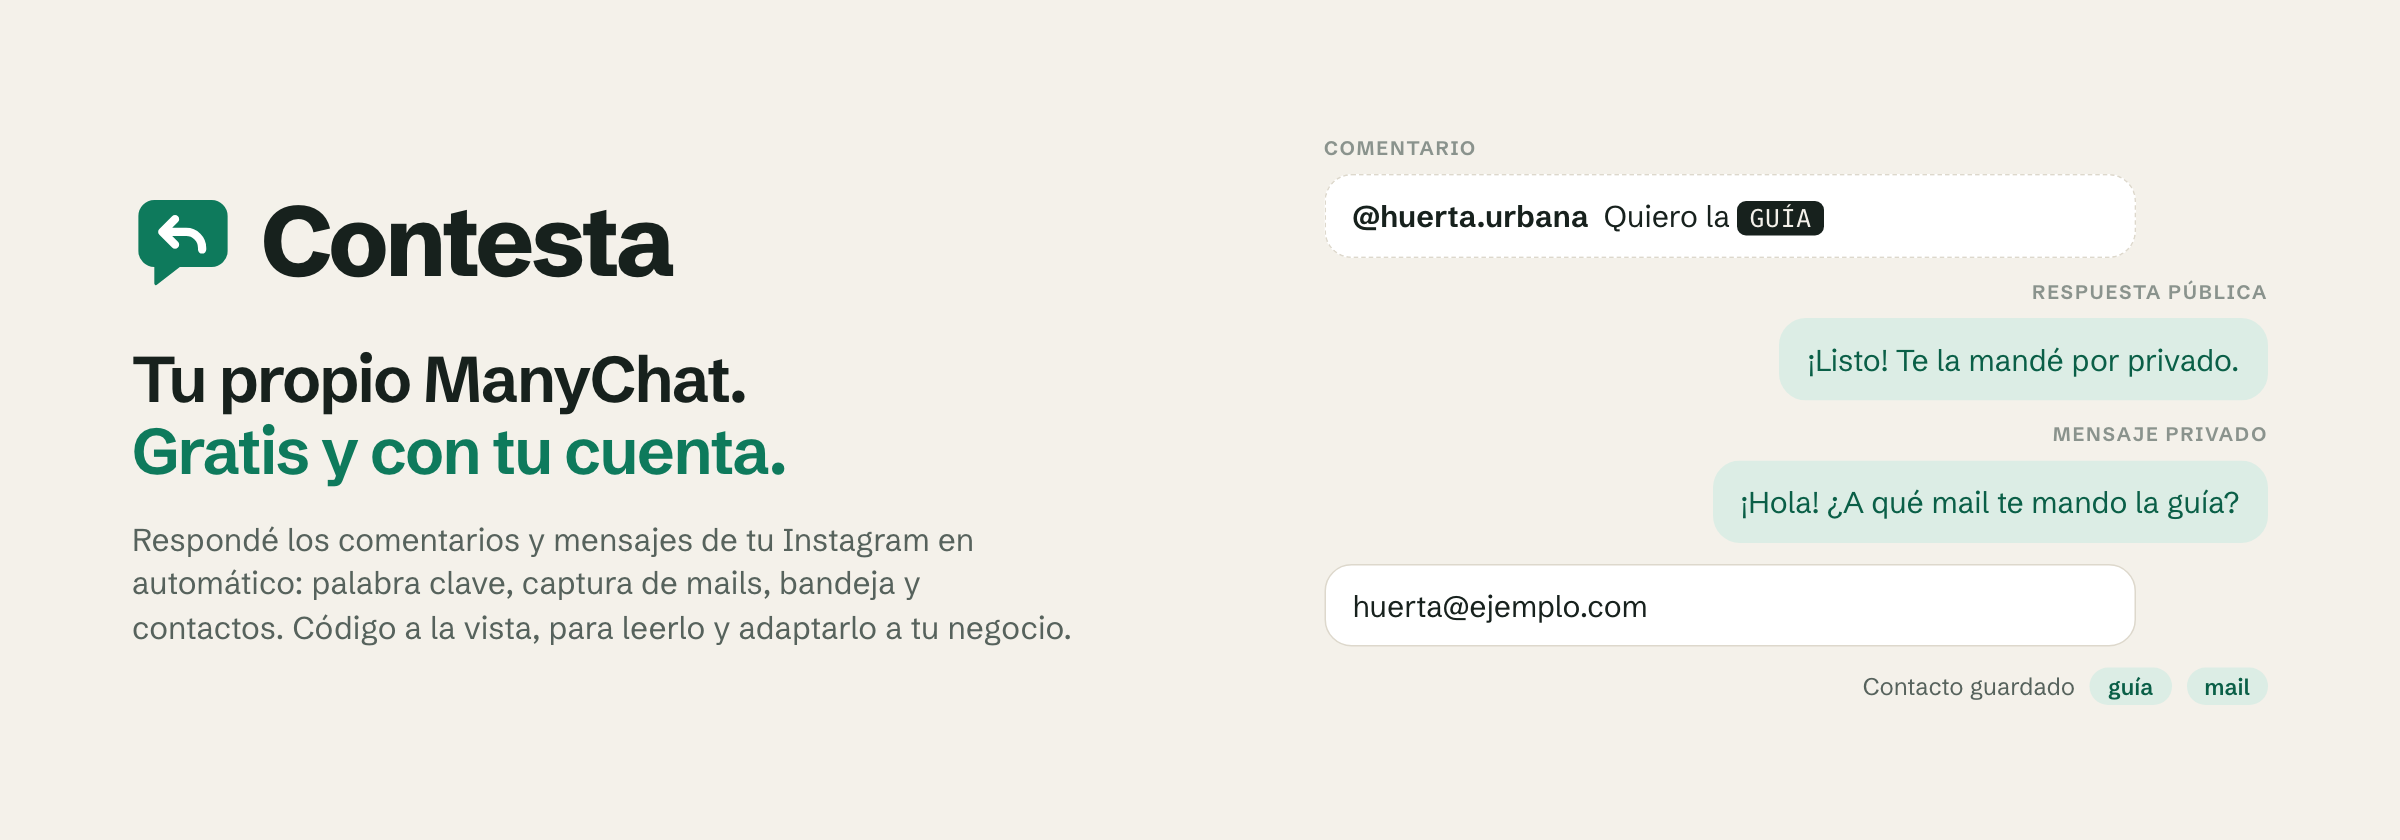 Contesta
Tu propio ManyChat.
Gratis y con tu cuenta.
Respondé los comentarios y mensajes de tu Instagram en
automático: palabra clave, captura de mails, bandeja y
contactos. Código a la vista, para leerlo y adaptarlo a tu negocio.
COMENTARIO
@huerta.urbana Quiero la GUÍA
RESPUESTA PÚBLICA
¡Listo! Te la mandé por privado.
MENSAJE PRIVADO
¡Hola! ¿A qué mail te mando la guía?
huerta@ejemplo.com
Contacto guardado guía mail